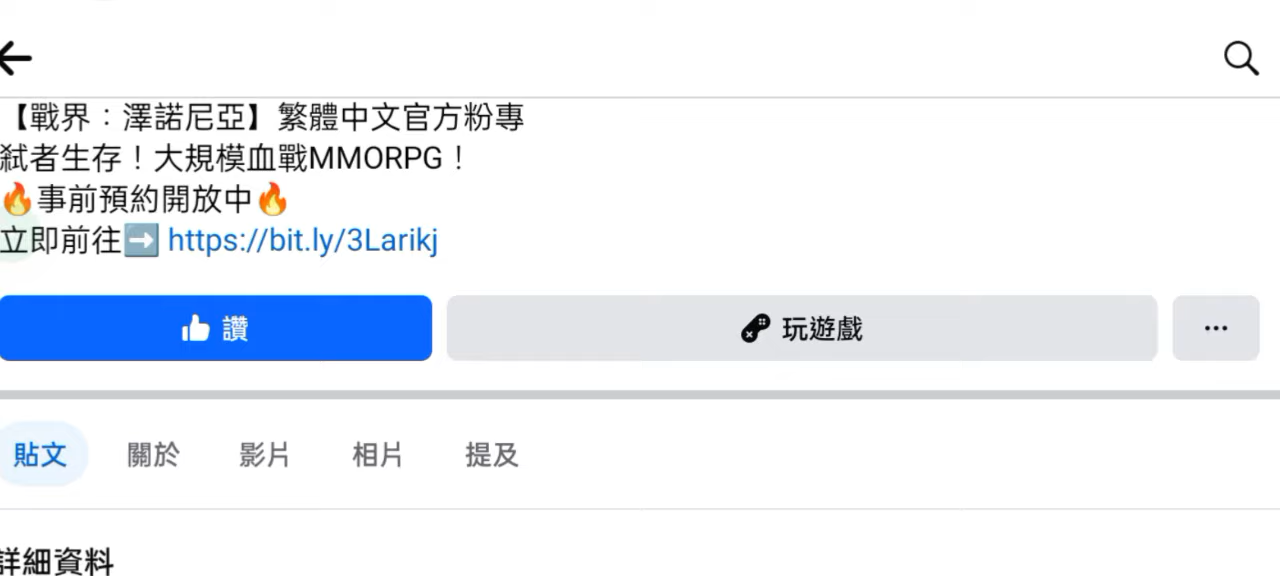 【戰界：澤諾尼亞】繁體中文官方粉專
弒者生存！大規模血戰MMORPG！
🔥事前預約開放中🔥
立即前往➡️ https://bit.ly/3Larikj
讚
玩遊戲
貼文 關於 影片 相片 提及
詳細資料